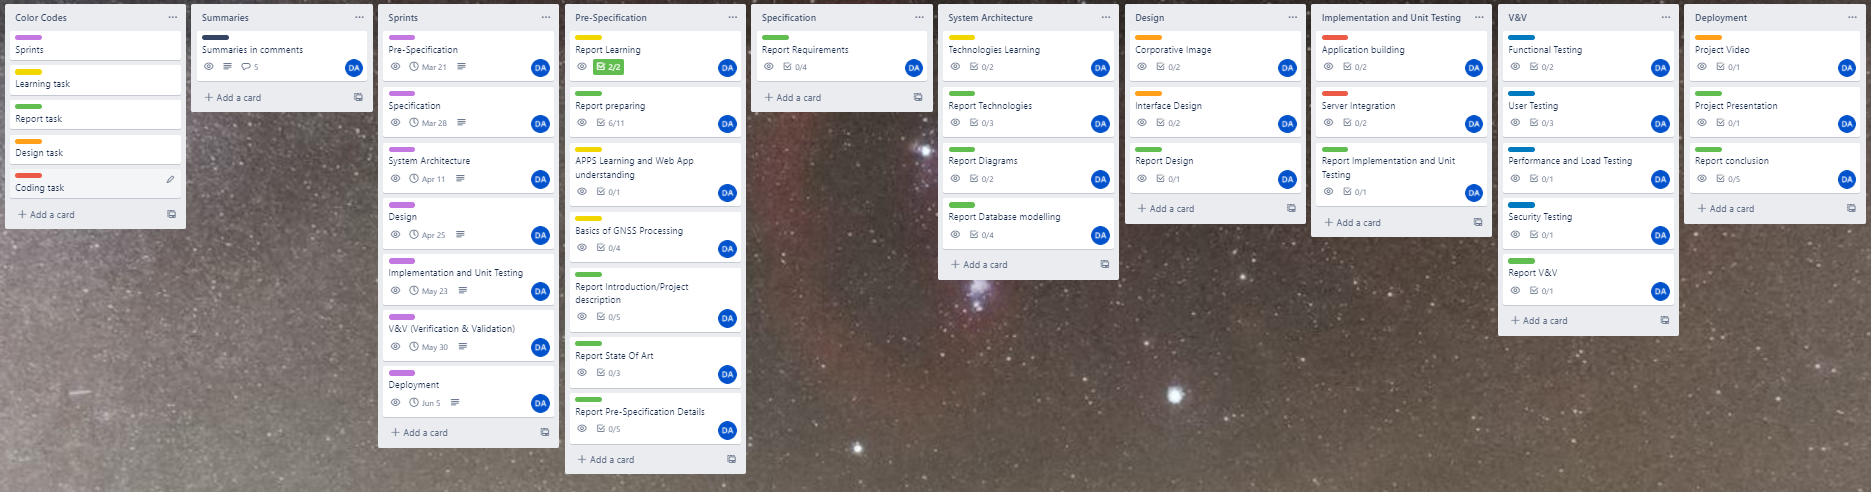 Color Codes
Sprints
Learning task
Report task
Design task
Coding task
+ Add a card
Summaries
Summaries in comments
5
DA
+ Add a card
Sprints
Pre-Specification
Mar 21
DA
Specification
Mar 28
DA
System Architecture
Apr 11
DA
Design
Apr 25
DA
Implementation and Unit Testing
May 23
DA
V&V (Verification & Validation)
May 30
DA
Deployment
Jun 5
DA
+ Add a card
Pre-Specification
Report Learning
2/2
DA
Report preparing
6/11
DA
APPS Learning and Web App
understanding
0/1
DA
Basics of GNSS Processing
0/4
DA
Report Introduction/Project
description
0/5
DA
Report State Of Art
0/3
DA
Report Pre-Specification Details
0/5
DA
+ Add a card
Specification
Report Requirements
0/4
DA
+ Add a card
System Architecture
Technologies Learning
0/2
DA
Report Technologies
0/3
DA
Report Diagrams
0/2
DA
Report Database modelling
0/4
DA
+ Add a card
Design
Corporative Image
0/2
DA
Interface Design
0/2
DA
Report Design
0/1
DA
+ Add a card
Implementation and Unit Testing
Application building
0/2
DA
Server Integration
0/2
DA
Report Implementation and Unit
Testing
0/1
DA
+ Add a card
V&V
Functional Testing
0/2
DA
User Testing
0/3
DA
Performance and Load Testing
0/1
DA
Security Testing
0/1
DA
Report V&V
0/1
DA
+ Add a card
Deployment
Project Video
0/1
DA
Project Presentation
0/1
DA
Report conclusion
0/5
DA
+ Add a card